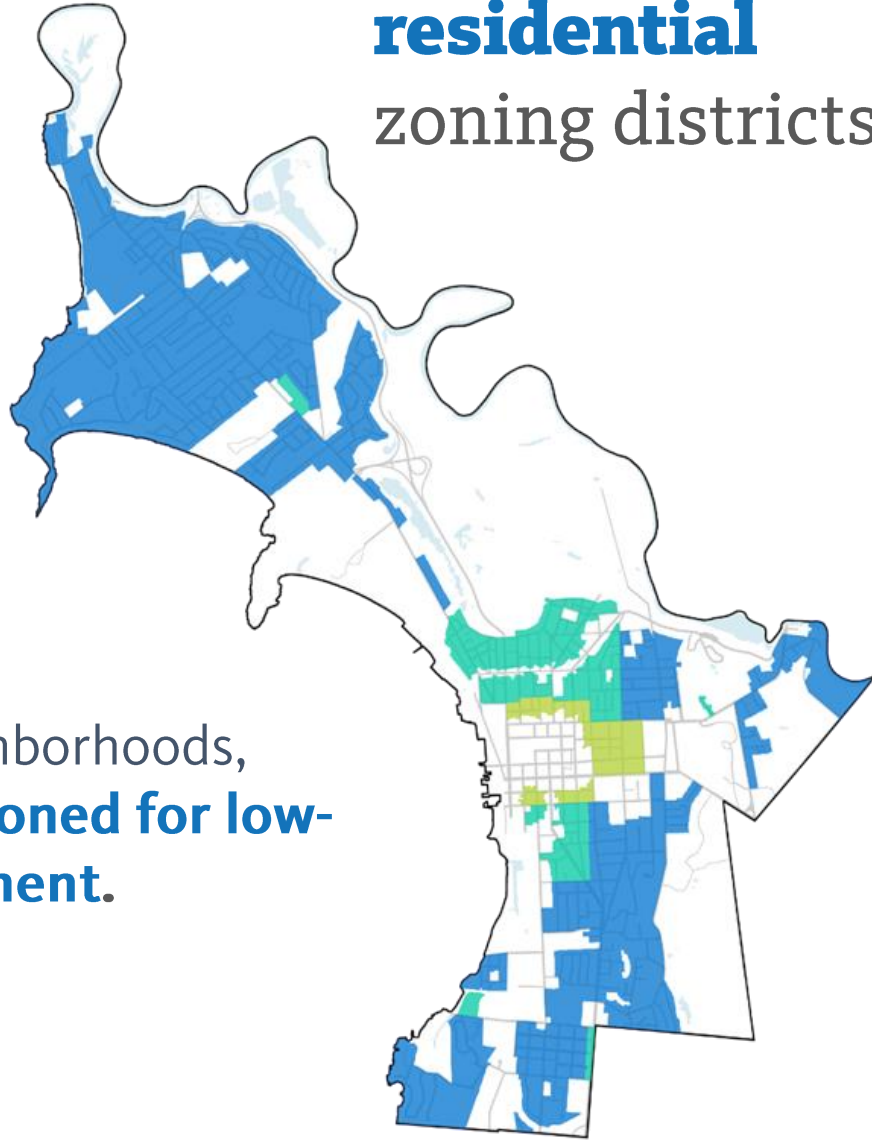 residential
zoning districts
nborhoods,
oned for low-
nent.